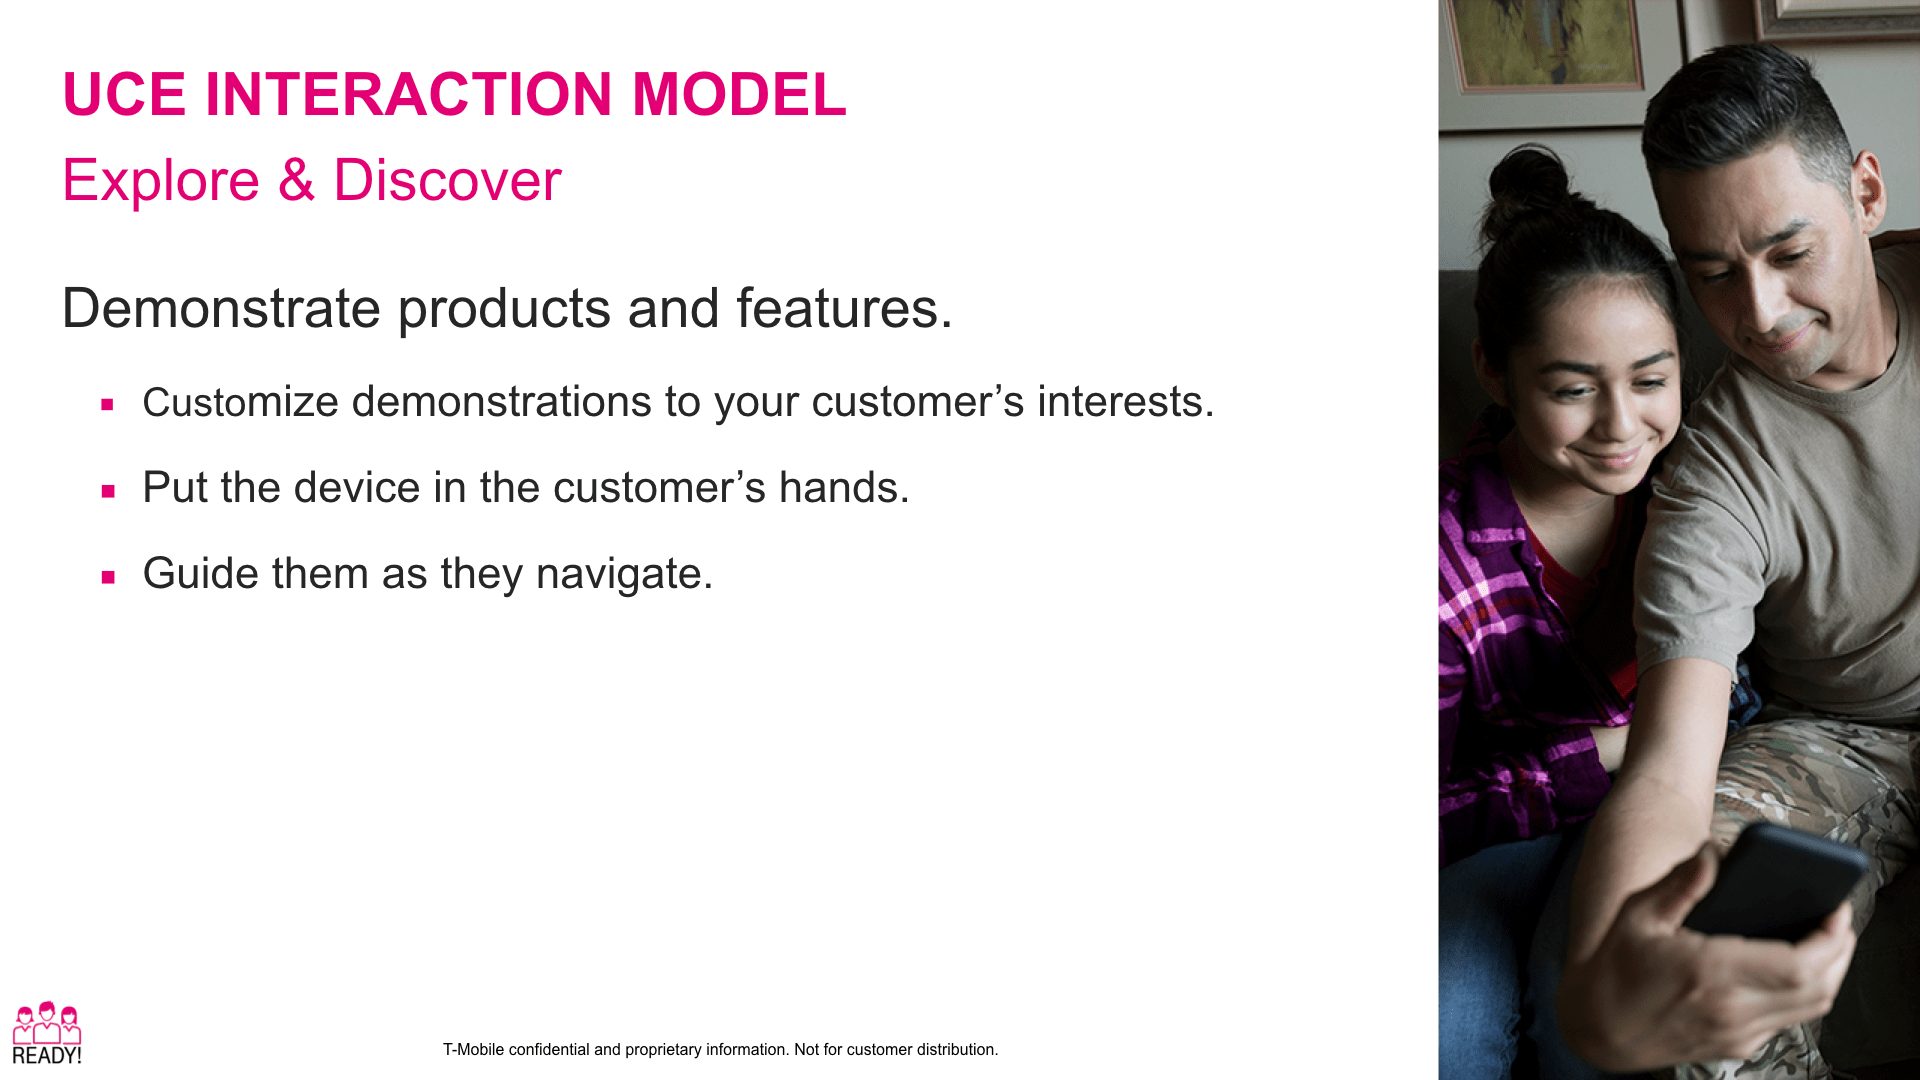 UCE INTERACTION MODEL
Explore & Discover
Demonstrate products and features.
▪ Customize demonstrations to your customer’s interests.
▪ Put the device in the customer’s hands.
▪ Guide them as they navigate.
READY!
T-Mobile confidential and proprietary information. Not for customer distribution.